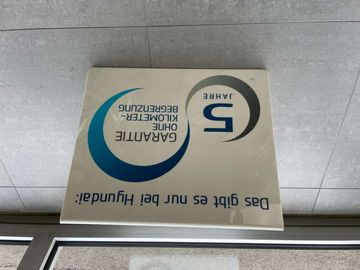 Das gibt es nur bei Hyundai:
5
JAHRE
GARANTIE
OHNE
KILOMETER-
BEGRENZUNG